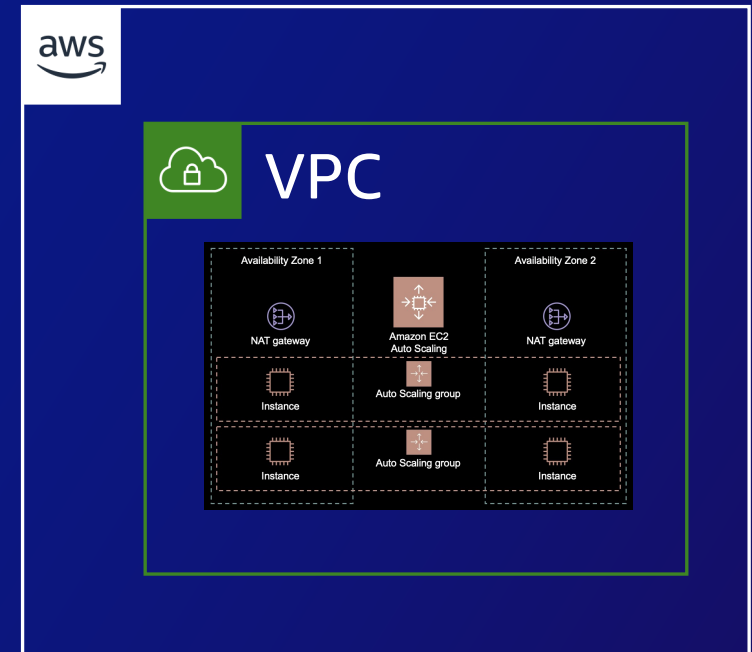 aws
VPC
Availability Zone 1
Availability Zone 2
NAT gateway
Amazon EC2
Auto Scaling
NAT gateway
Instance
Auto Scaling group
Instance
Instance
Auto Scaling group
Instance